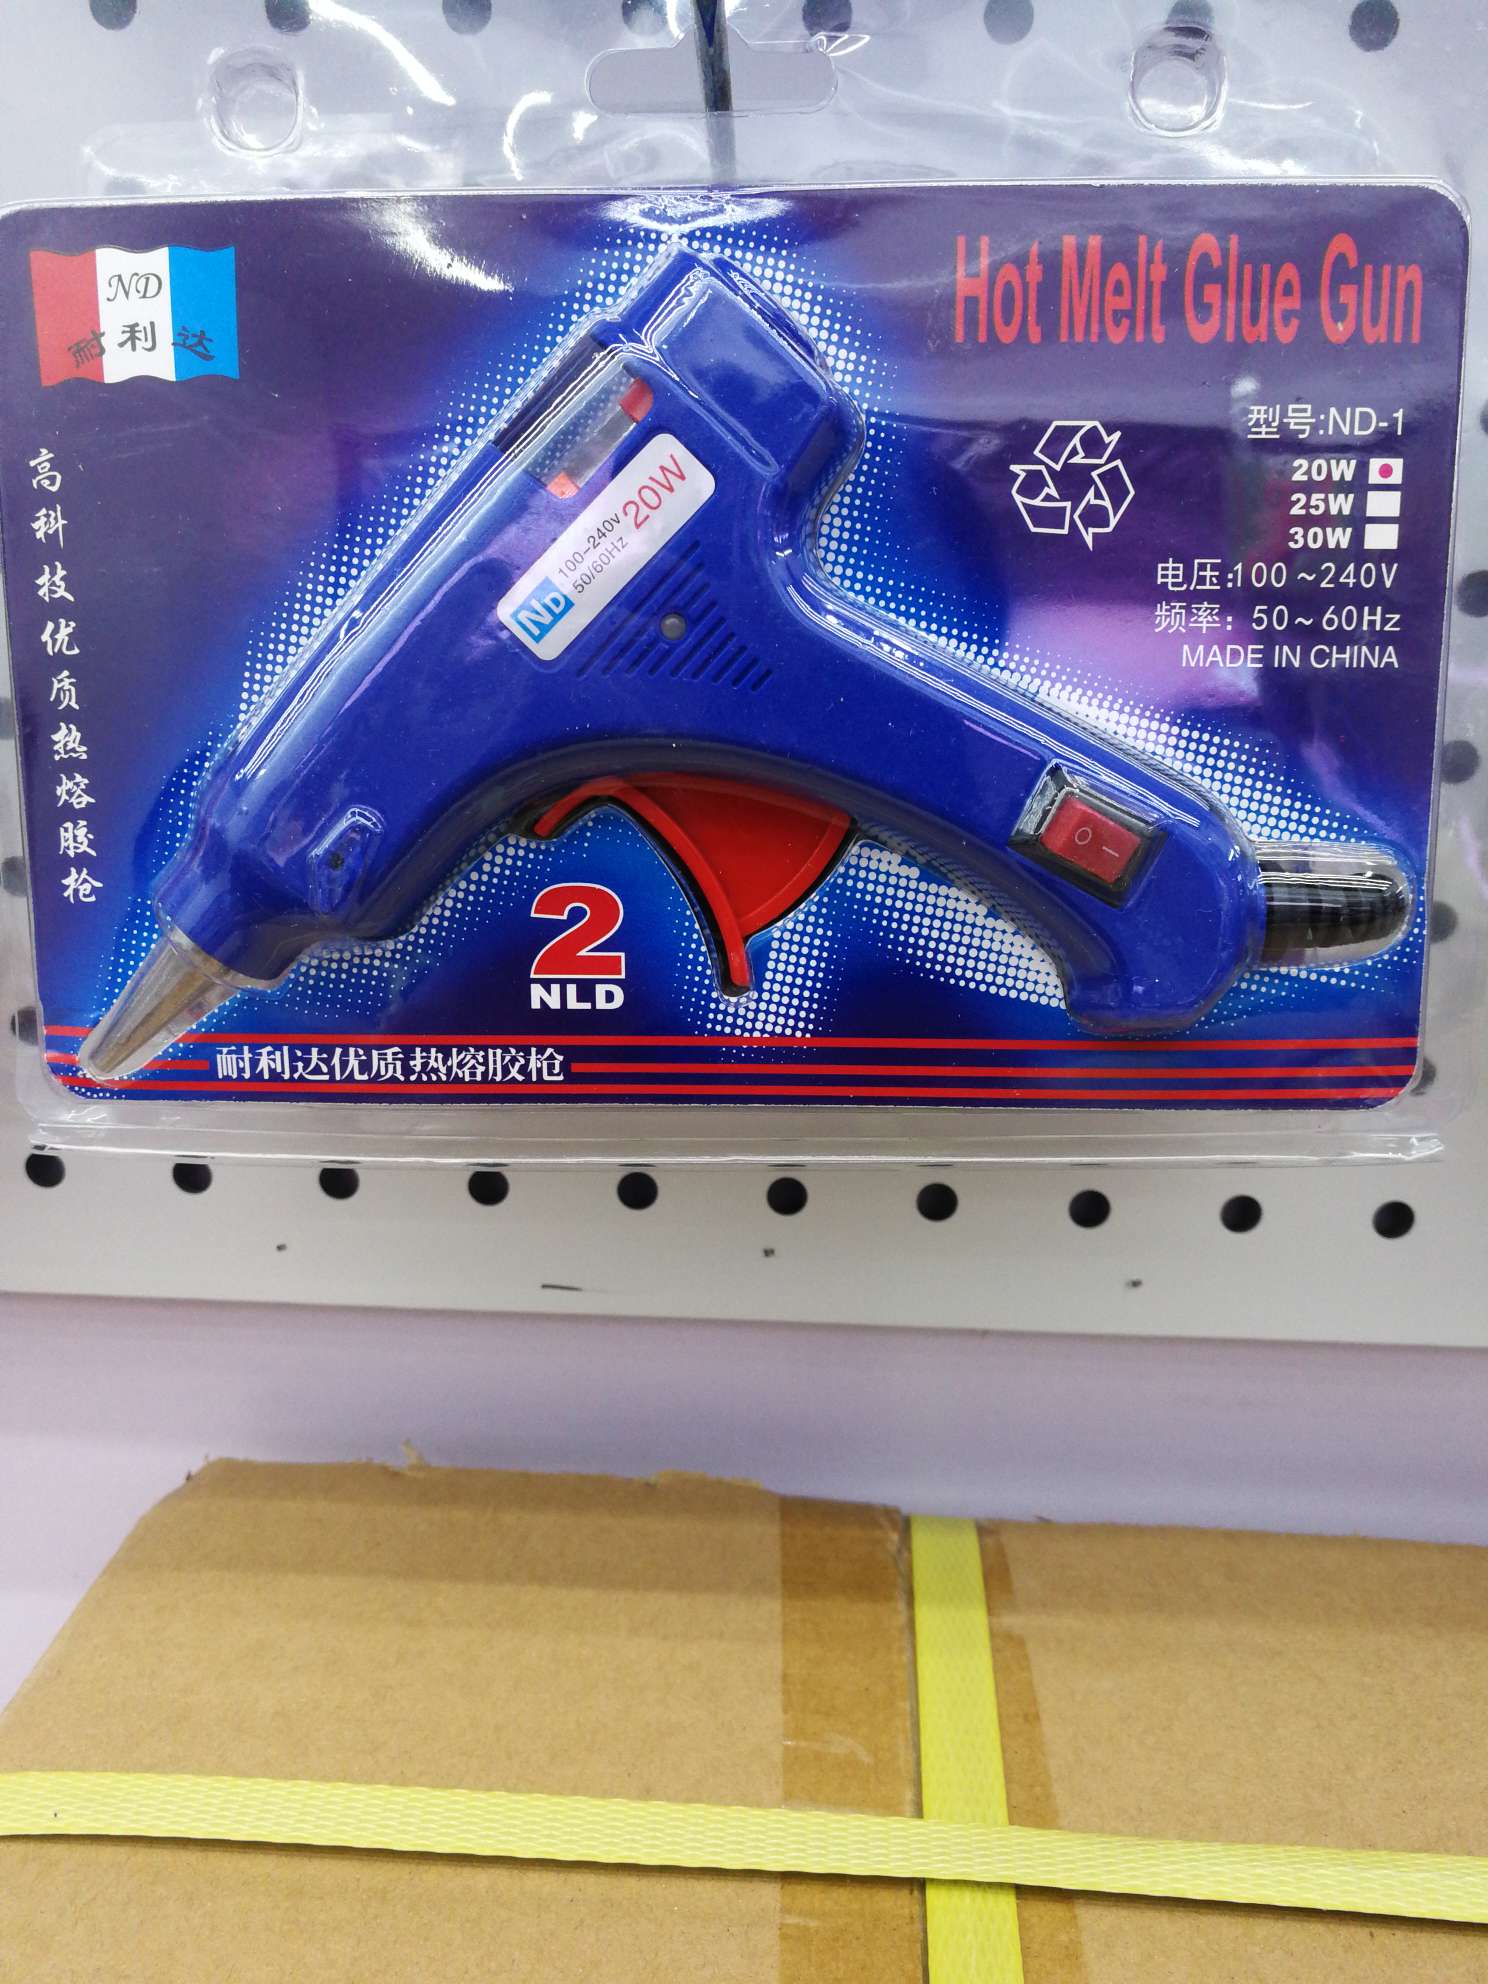 ND
耐利达
Hot Melt Glue Gun
型号:ND-1
20W
25W
30W
电压:100~240V
频率：50~60Hz
MADE IN CHINA
高科技优质热熔胶枪
ND
100-240v
50/60Hz
20W
2
NLD
耐利达优质热熔胶枪